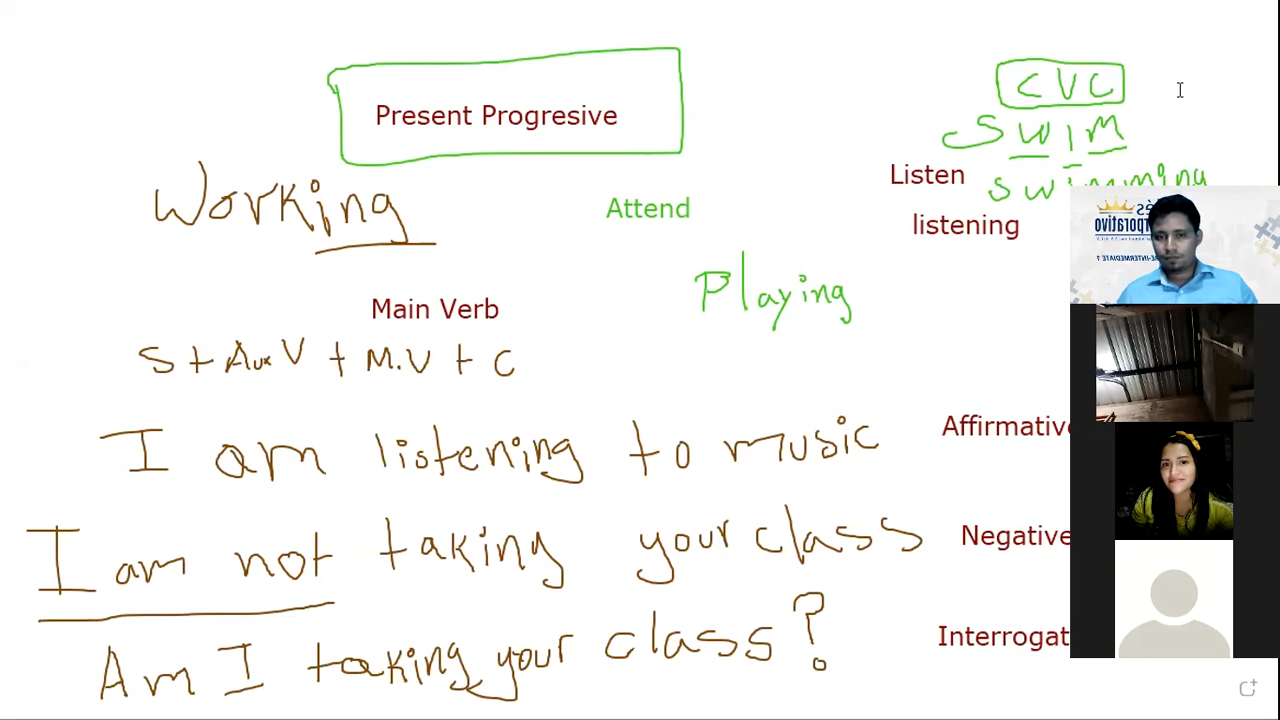 CVC
Present Progresive
SWIM
Listen
swimming
Working
Attend
listening
Playing
Main Verb
S + Aux V + M.V + C
I am listening to music
Affirmative
I am not taking your class
Negative
Am I taking your class?
Interrogat